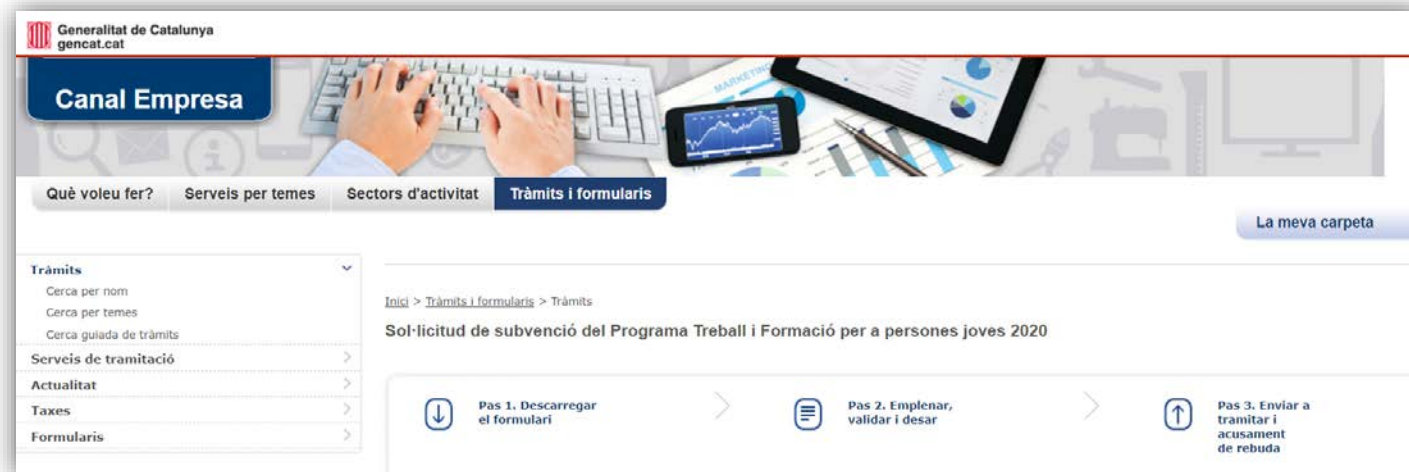 Generalitat de Catalunya
gencat.cat
Canal Empresa
MARKETING
Què voleu fer?
Serveis per temes
Sectors d'activitat
Tràmits i formularis
La meva carpeta
Tràmits
Cerca per nom
Cerca per temes
Cerca guiada de tràmits
Serveis de tramitació
Actualitat
Taxes
Formularis
Inici > Tràmits i formularis > Tràmits
Sol·licitud de subvenció del Programa Treball i Formació per a persones joves 2020
Pas 1. Descarregar
el formulari
Pas 2. Emplenar,
validar i desar
Pas 3. Enviar a
tramitar i
acusament
de rebuda